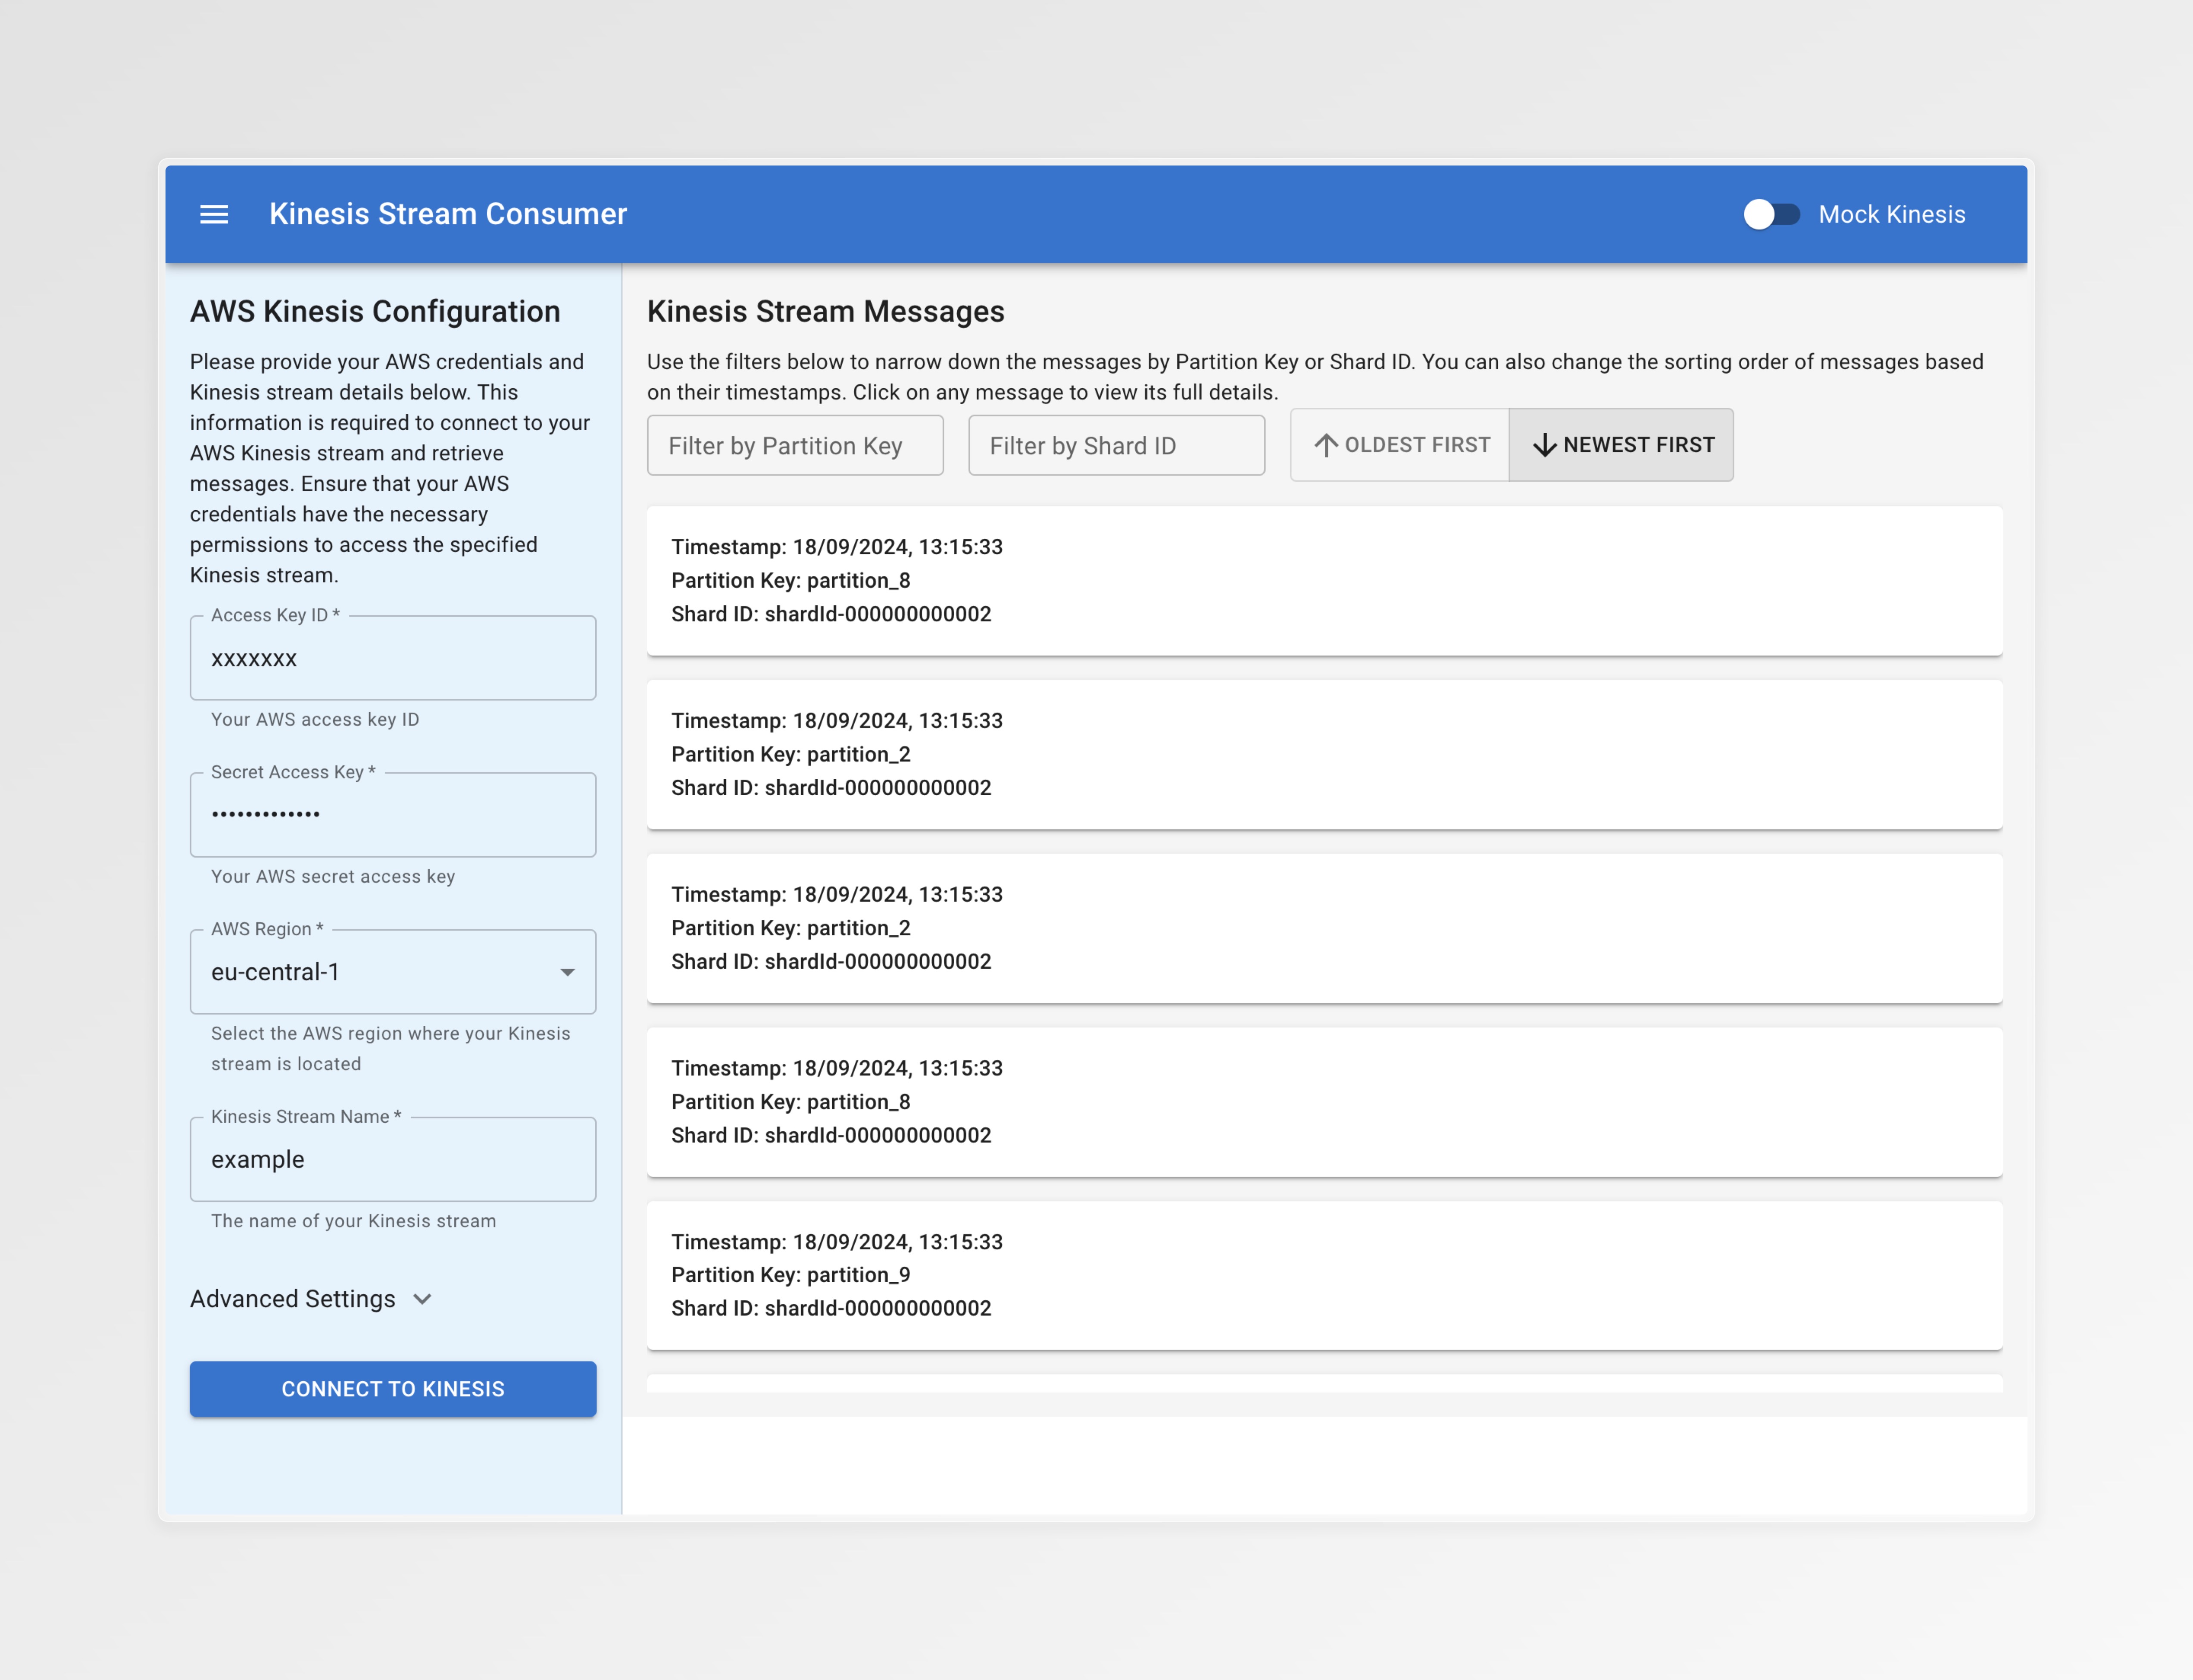 Kinesis Stream Consumer
Mock Kinesis
AWS Kinesis Configuration
Please provide your AWS credentials and
Kinesis stream details below. This
information is required to connect to your
AWS Kinesis stream and retrieve
messages. Ensure that your AWS
credentials have the necessary
permissions to access the specified
Kinesis stream.
Access Key ID *
xxxxxxx
Your AWS access key ID
Secret Access Key *
•••••••••••••
Your AWS secret access key
AWS Region *
eu-central-1
Select the AWS region where your Kinesis
stream is located
Kinesis Stream Name *
example
The name of your Kinesis stream
Advanced Settings
CONNECT TO KINESIS
Kinesis Stream Messages
Use the filters below to narrow down the messages by Partition Key or Shard ID. You can also change the sorting order of messages based
on their timestamps. Click on any message to view its full details.
Filter by Partition Key
Filter by Shard ID
OLDEST FIRST
NEWEST FIRST
Timestamp: 18/09/2024, 13:15:33
Partition Key: partition_8
Shard ID: shardId-000000000002
Timestamp: 18/09/2024, 13:15:33
Partition Key: partition_2
Shard ID: shardId-000000000002
Timestamp: 18/09/2024, 13:15:33
Partition Key: partition_2
Shard ID: shardId-000000000002
Timestamp: 18/09/2024, 13:15:33
Partition Key: partition_8
Shard ID: shardId-000000000002
Timestamp: 18/09/2024, 13:15:33
Partition Key: partition_9
Shard ID: shardId-000000000002